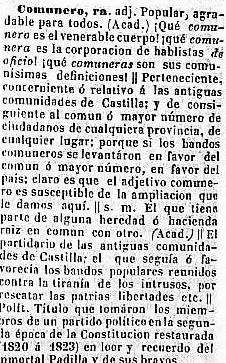 Comunero, ra. adj. Popular, agra-
dable para todos. (Acad.) ¡Qué comu-
nero es el venerable cuerpo! ¡qué comu-
nera es la corporacion de hablistas de
oficio! ¡qué comuneras son sus comu-
nísimas definiciones! || Perteneciente,
concerniente ó relativo á las antiguas
comunidades de Castilla; y de consi-
guiente al comun ó mayor número de
ciudadanos de cualquiera provincia, de
cualquier lugar; porque si los bandos
comuneros se levantáron en favor del
comun ó mayor número, en favor del
pais; claro es que el adjetivo comune-
ro es susceptible de la ampliacion que
le damos aquí. || s. m. El que tiene
parte de alguna heredad ó hacienda
raiz en comun con otro. (Acad.) || El
partidario de las antiguas comunida-
des de Castilla; el que seguia ó fa-
vorecia los bandos populares reunidos
contra la tiranía de los intrusos, por
rescatar las patrias libertades etc. ||
Polít. Título que tomáron los miem-
bros de un partido político en la segun-
da época de la Constitucion restaurada
(1820 á 1823) en loor y recuerdo del
inmortal Padilla y de sus bravos